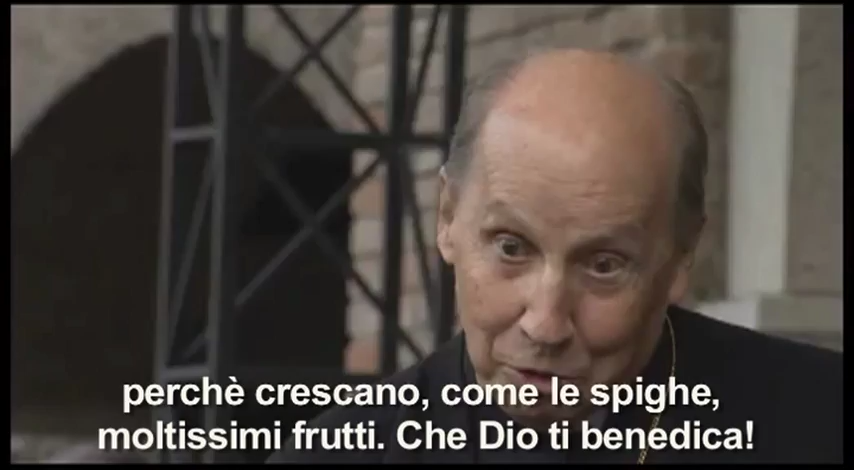 perchè crescano, come le spighe,
moltissimi frutti. Che Dio ti benedica!